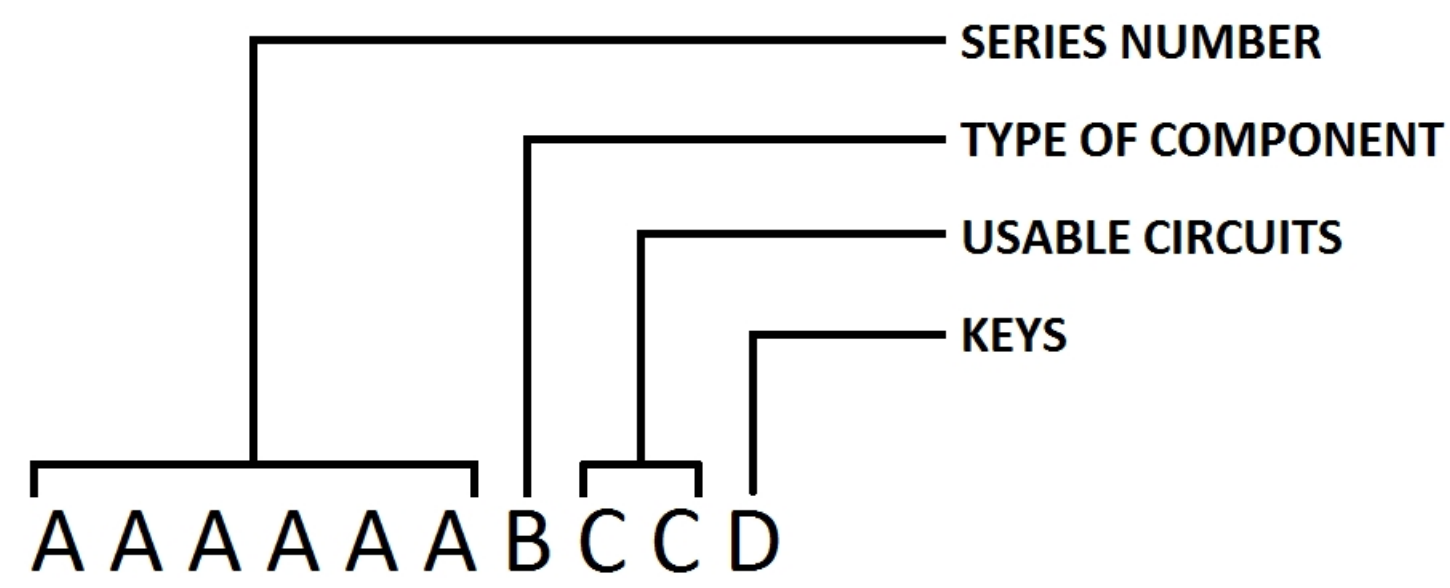 SERIES NUMBER
TYPE OF COMPONENT
USABLE CIRCUITS
KEYS
A A A A A A B C C D